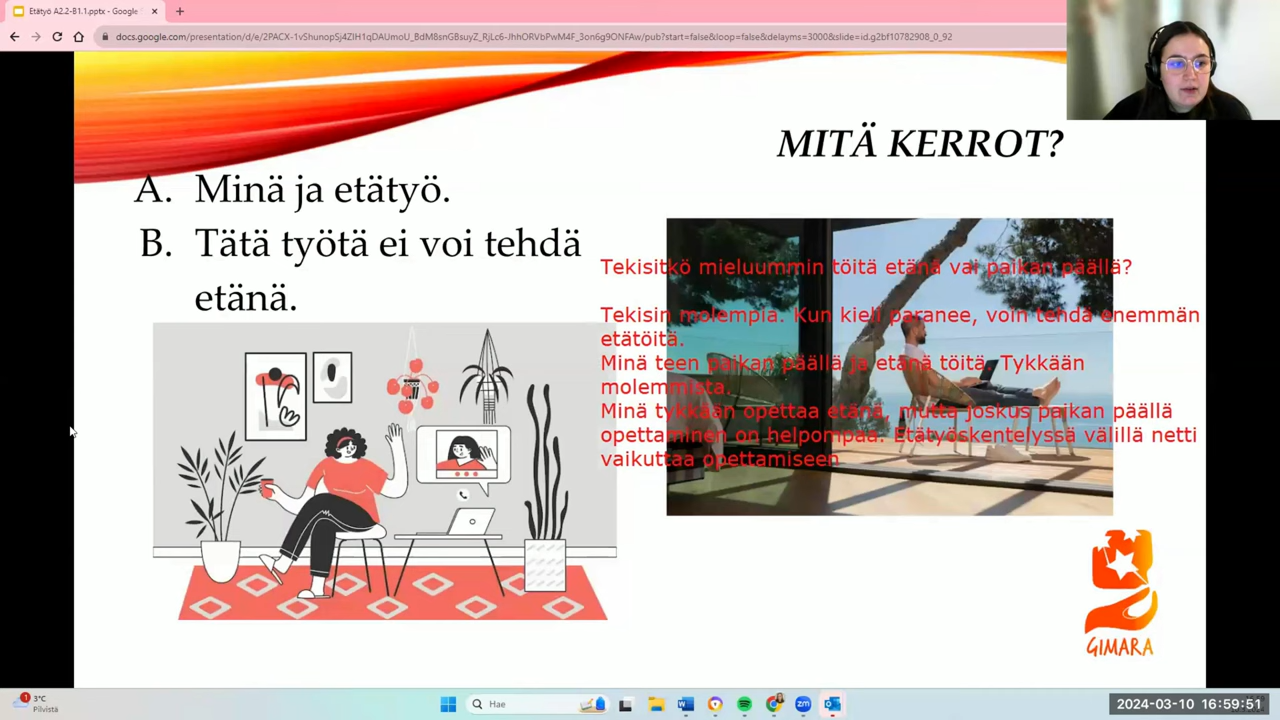 Etätyö A2.2-B1.1.pptx - Google S
docs.google.com/presentation/d/e/2PACX-1vShunopSj4ZIH1qDAUmoU_BdM8snGBsuyZ_RjLc6-JhhORVbPwM4F_3on6g9ONFAw/pub?start=false&loop=false&delayms=3000&slide=id.g2bf10782908_0_92
MITÄ KERROT?
A. Minä ja etätyö.
B. Tätä työtä ei voi tehdä
etänä.
Tekisitkö mieluummin töitä etänä vai paikan päällä?
Tekisin molempia. Kun kieli paranee, voin tehdä enemmän
etätöitä.
Minä teen paikan päällä ja etänä töitä. Tykkään
molemmista.
Minä tykkään opettaa etänä, mutta joskus paikan päällä
opettaminen on helpompaa. Etätyöskentelyssä välillä netti
vaikuttaa opettamiseen
GIMARA
1
3°C
Pilvistä
Hae
zm
2024-03-10 16:59:51